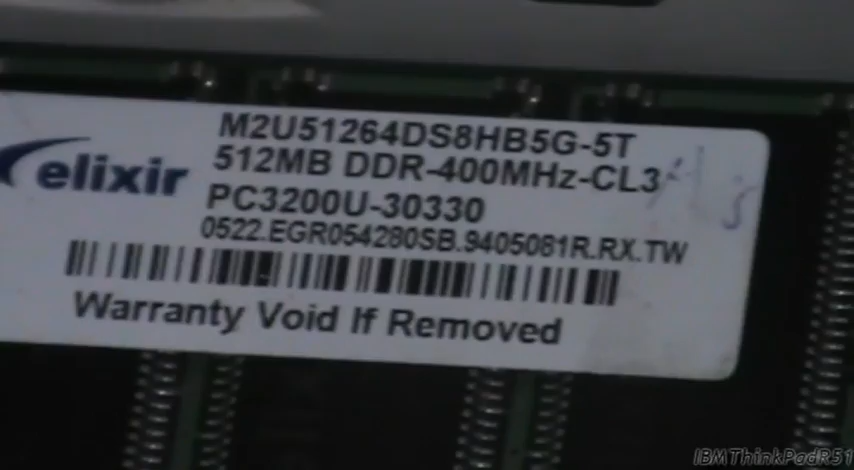 elixir
M2U51264DS8HB5G-5T
512MB DDR-400MHz-CL3
PC3200U-30330
0522.EGR054280SB.9405081R.RX.TW
Warranty Void If Removed
IBMThinkPadR51